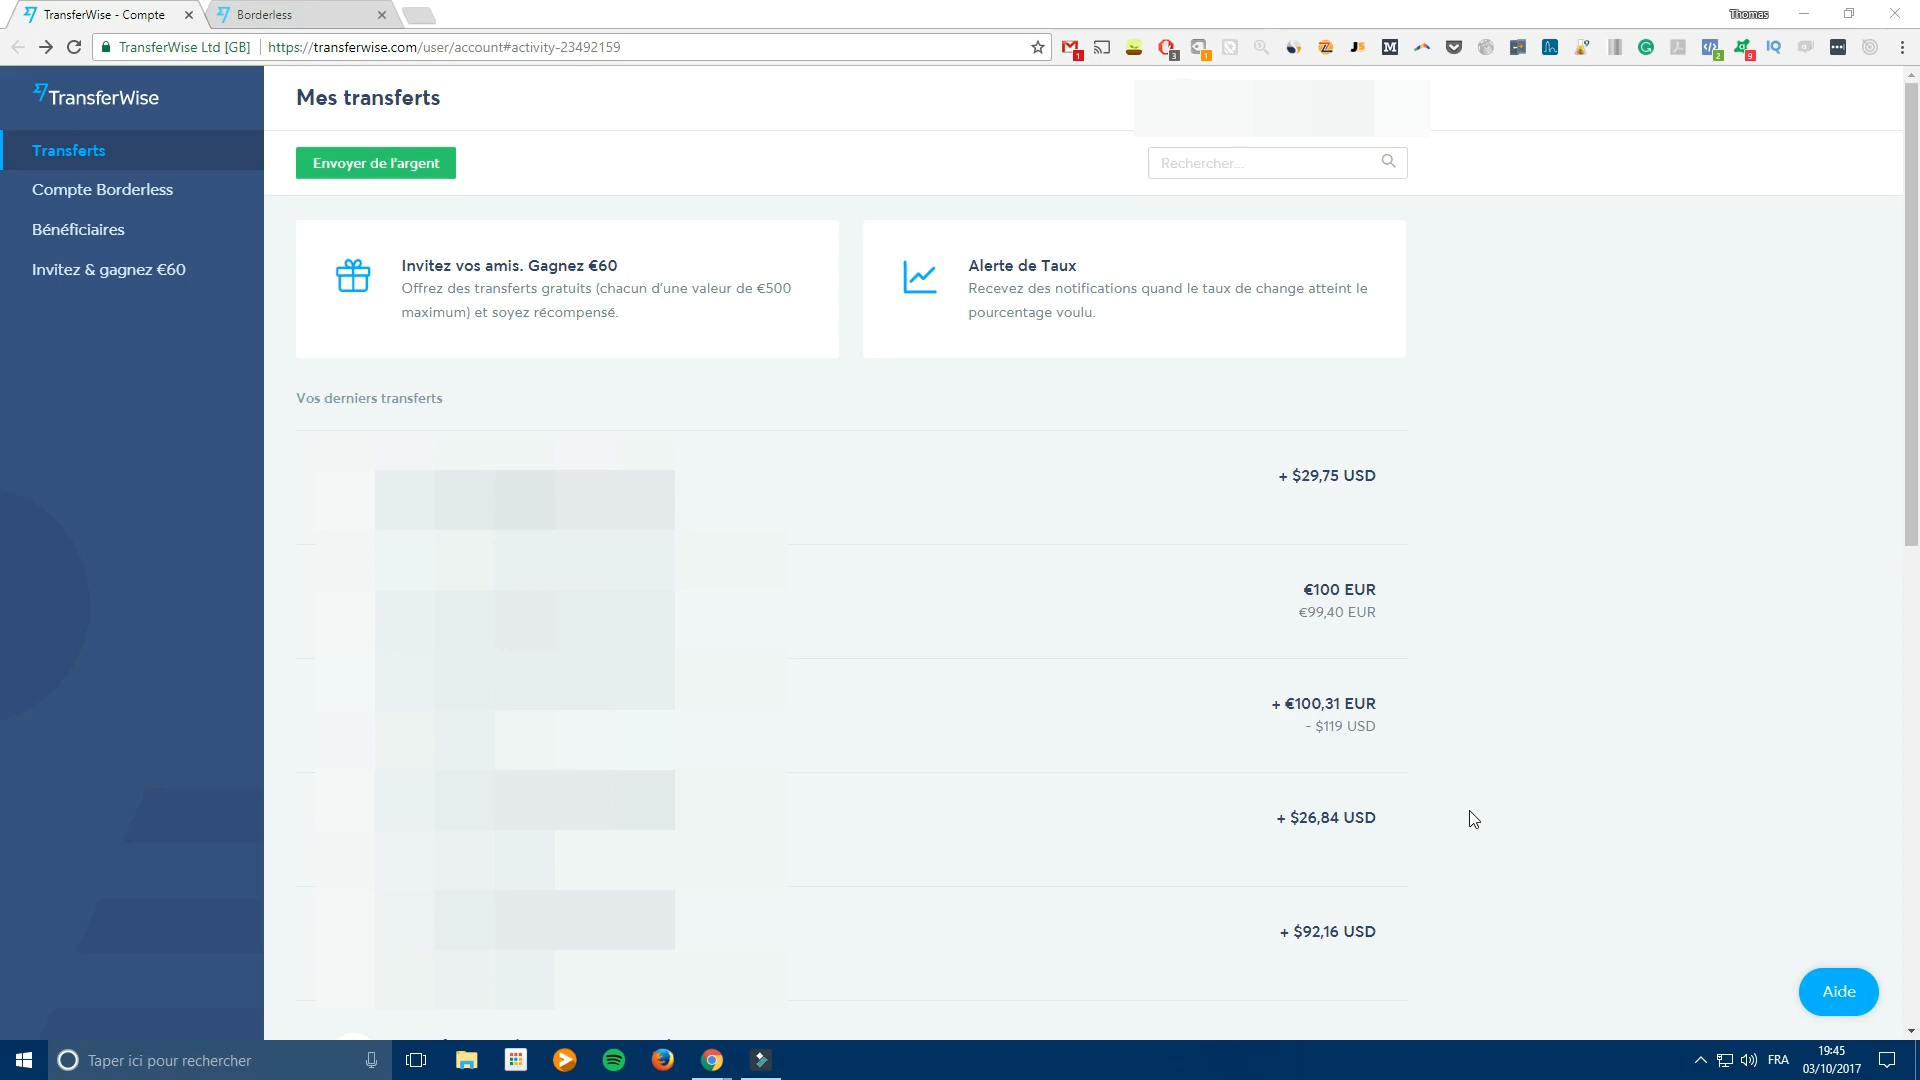 TransferWise - Compte
Borderless
Thomas
TransferWise Ltd [GB]
https://transferwise.com/user/account#activity-23492159
TransferWise
Mes transferts
Transferts
Envoyer de l'argent
Rechercher...
Compte Borderless
Bénéficiaires
Invitez & gagnez €60
Invitez vos amis. Gagnez €60
Offrez des transferts gratuits (chacun d'une valeur de €500
maximum) et soyez récompensé.
Alerte de Taux
Recevez des notifications quand le taux de change atteint le
pourcentage voulu.
Vos derniers transferts
+ $29,75 USD
€100 EUR
€99,40 EUR
+ €100,31 EUR
- $119 USD
+ $26,84 USD
+ $92,16 USD
Aide
Taper ici pour rechercher
FRA
19:45
03/10/2017